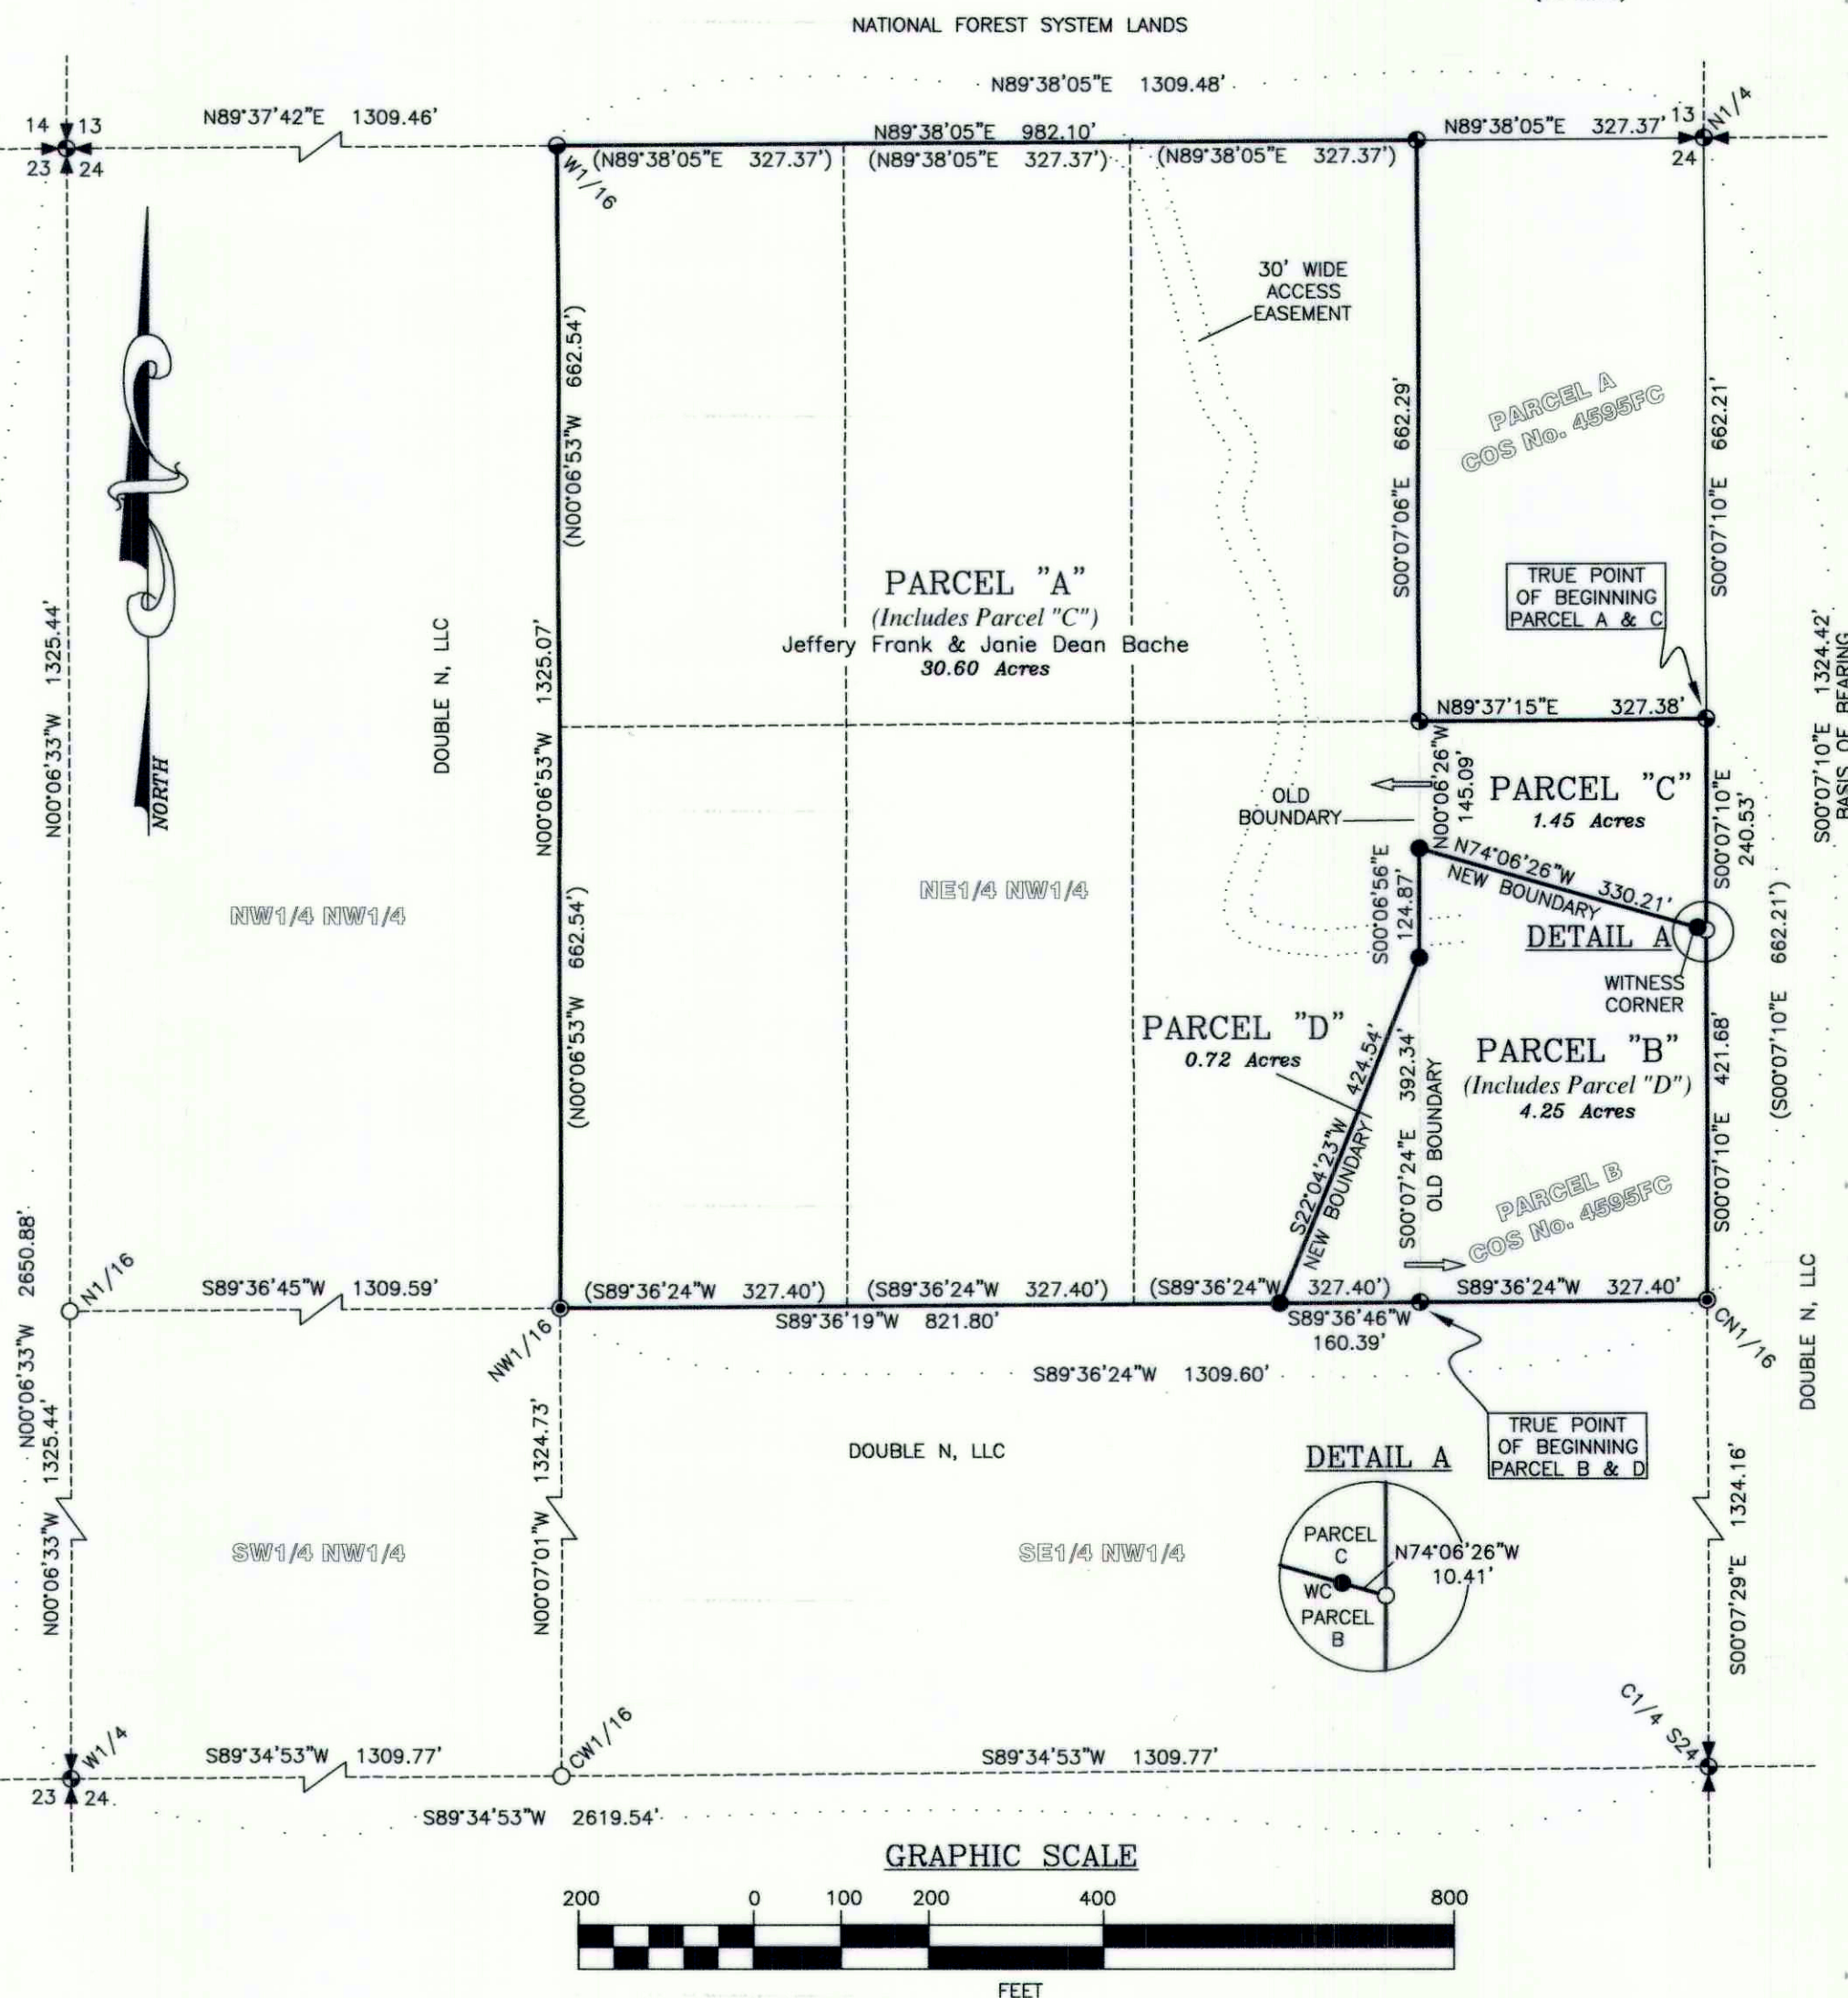 NATIONAL FOREST SYSTEM LANDS
N89°38'05"E 1309.48'
N89°37'42"E 1309.46'
N89°38'05"E 982.10'
N89°38'05"E 327.37'
14 13
23 24
13
24
N1/4
W1/16
(N89°38'05"E 327.37')
(N89°38'05"E 327.37')
(N89°38'05"E 327.37')
30' WIDE
ACCESS
EASEMENT
(N00°06'53"W 662.54')
S00°07'06"E 662.29'
PARCEL A
COS No. 4595FC
S00°07'10"E 662.21'
TRUE POINT
OF BEGINNING
PARCEL A & C
PARCEL "A"
(Includes Parcel "C")
Jeffery Frank & Janie Dean Bache
30.60 Acres
N00°06'33"W 1325.44'
DOUBLE N, LLC
N00°06'53"W 1325.07'
NORTH
S00°07'10"E 1324.42'
BASIS OF BEARING
N89°37'15"E 327.38'
N00°06'26"W
145.09'
OLD
BOUNDARY
PARCEL "C"
1.45 Acres
S00°07'10"E
240.53'
N74°06'26"W 330.21'
NEW BOUNDARY
S00°06'56"E
124.87'
DETAIL A
WITNESS
CORNER
NW1/4 NW1/4
NE1/4 NW1/4
(N00°06'53"W 662.54')
(S00°07'10"E 662.21')
PARCEL "D"
0.72 Acres
S22°04'23"W 424.54'
NEW BOUNDARY
S00°07'24"E 392.34'
OLD BOUNDARY
PARCEL "B"
(Includes Parcel "D")
4.25 Acres
S00°07'10"E 421.68'
PARCEL B
COS No. 4595FC
N00°06'33"W 2650.88'
N1/16
S89°36'45"W 1309.59'
(S89°36'24"W 327.40')
(S89°36'24"W 327.40')
(S89°36'24"W 327.40')
S89°36'24"W 327.40'
S89°36'19"W 821.80'
S89°36'46"W
160.39'
NW1/16
CN1/16
S89°36'24"W 1309.60'
DOUBLE N, LLC
TRUE POINT
OF BEGINNING
PARCEL B & D
DOUBLE N, LLC
N00°06'33"W 1325.44'
N00°07'01"W 1324.73'
S00°07'29"E 1324.16'
SW1/4 NW1/4
SE1/4 NW1/4
DETAIL A
PARCEL
C
N74°06'26"W
10.41'
WC
PARCEL
B
W1/4
S89°34'53"W 1309.77'
CW1/16
S89°34'53"W 1309.77'
C1/4 S24
23 24
S89°34'53"W 2619.54'
GRAPHIC SCALE
200 0 100 200 400 800
FEET